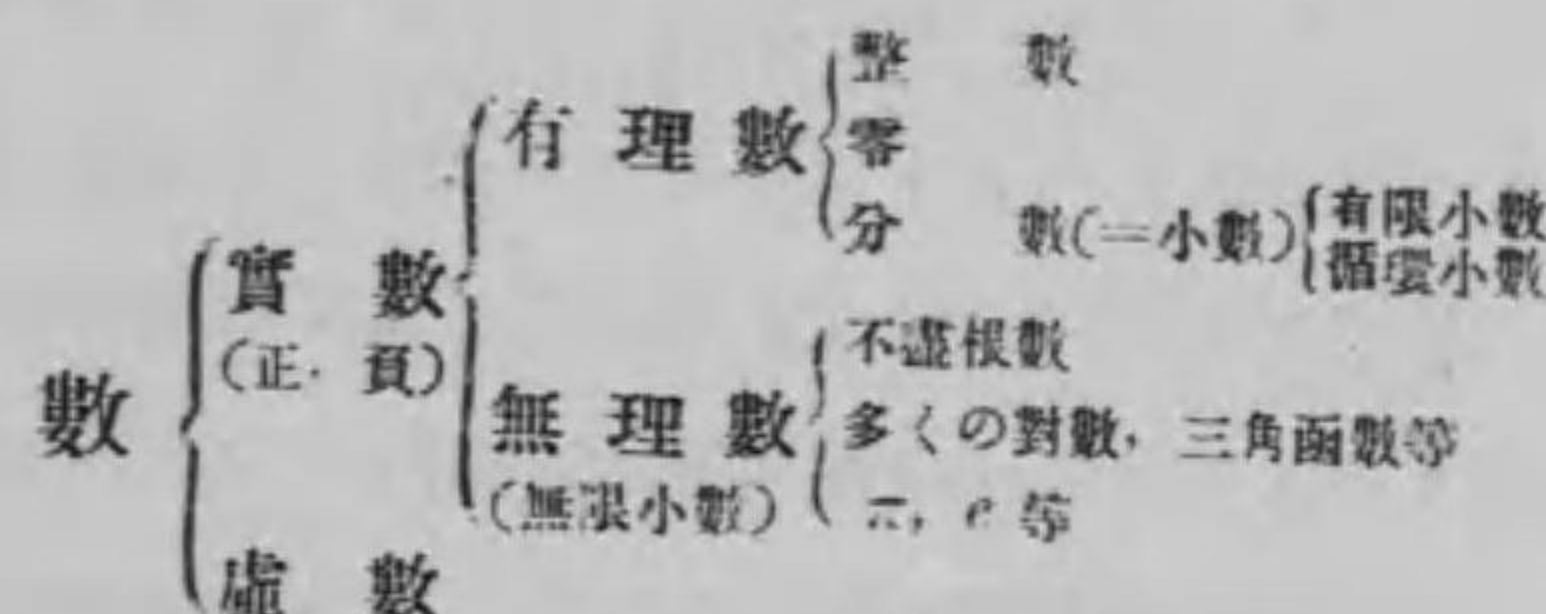 整數
有理數
零
分數(=小數)
有限小數
循環小數
實數
(正．負)
不盡根數
數
無理數
多くの對數，三角函數等
(無限小數)
π，e 等
虛數